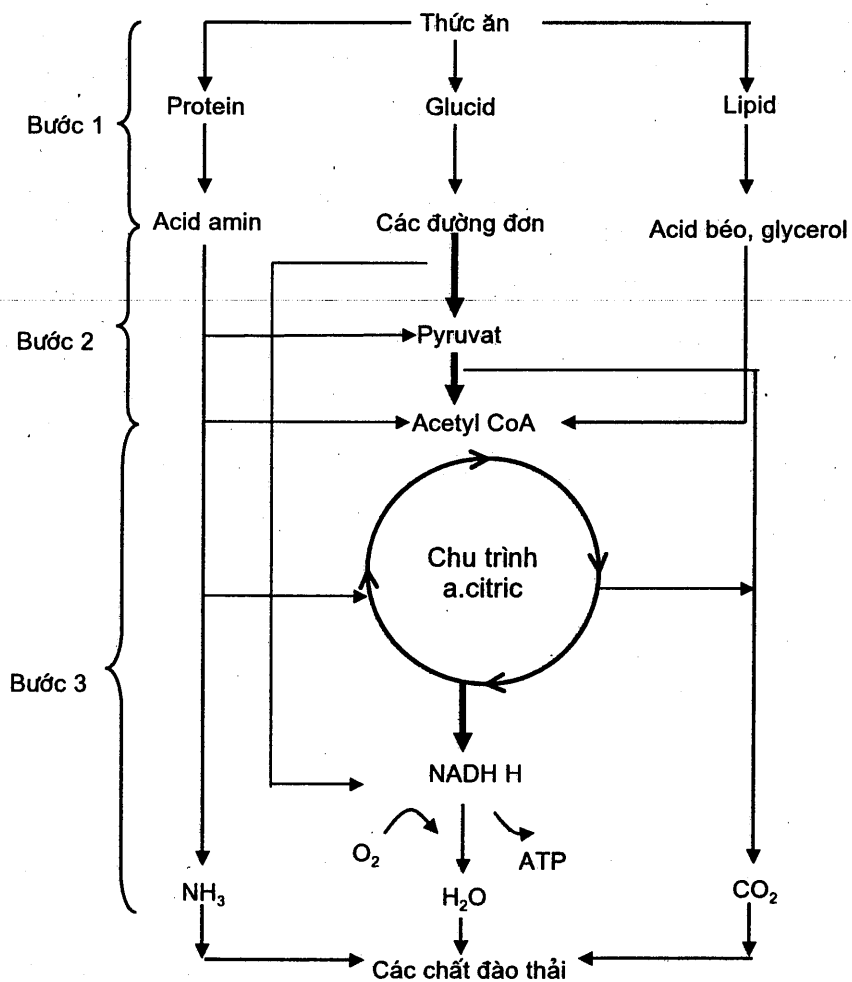 Thức ăn
Protein
Glucid
Lipid
Bước 1
Acid amin
Các đường đơn
Acid béo, glycerol
Bước 2
Pyruvat
Acetyl CoA
Chu trình
a.citric
Bước 3
NADH H
O₂
ATP
NH₃
H₂O
CO₂
Các chất đào thải